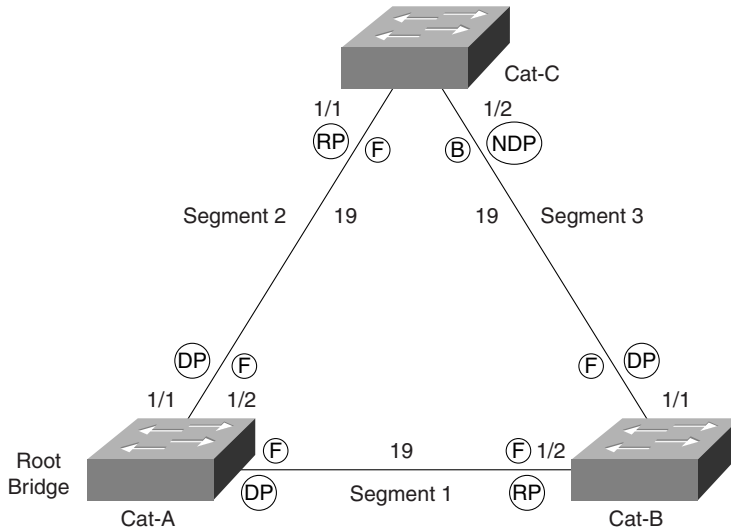 Cat-C
1/1 1/2
RP F B NDP
Segment 2 19 19 Segment 3
DP F F DP
1/1 1/2 1/1
Root
Bridge
F 19 F 1/2
DP Segment 1 RP
Cat-A Cat-B